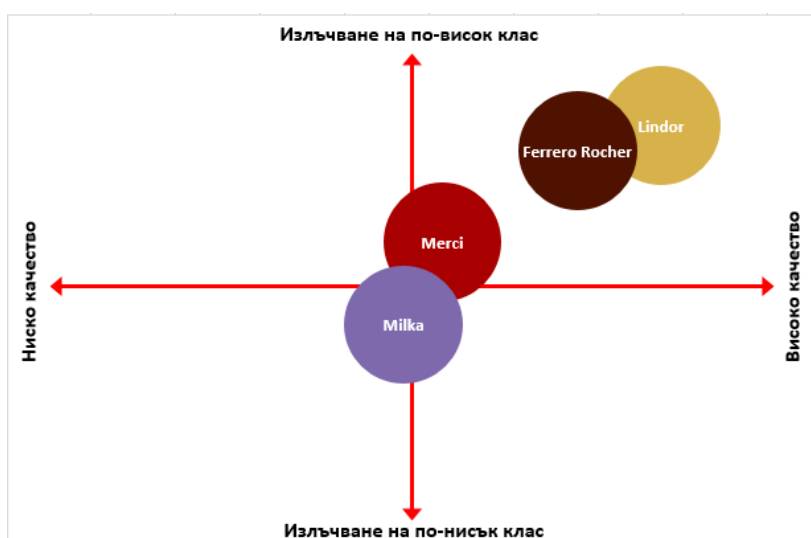 Излъчване на по-висок клас
Lindor
Ferrero Rocher
Merci
Ниско качество
Високо качество
Milka
Излъчване на по-нисък клас